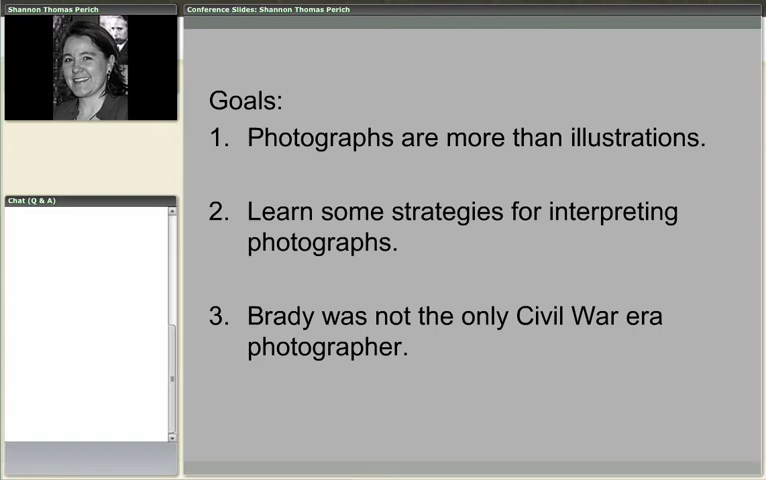 Shannon Thomas Perich
Conference Slides: Shannon Thomas Perich
Goals:
1. Photographs are more than illustrations.
2. Learn some strategies for interpreting
photographs.
3. Brady was not the only Civil War era
photographer.
Chat (Q & A)